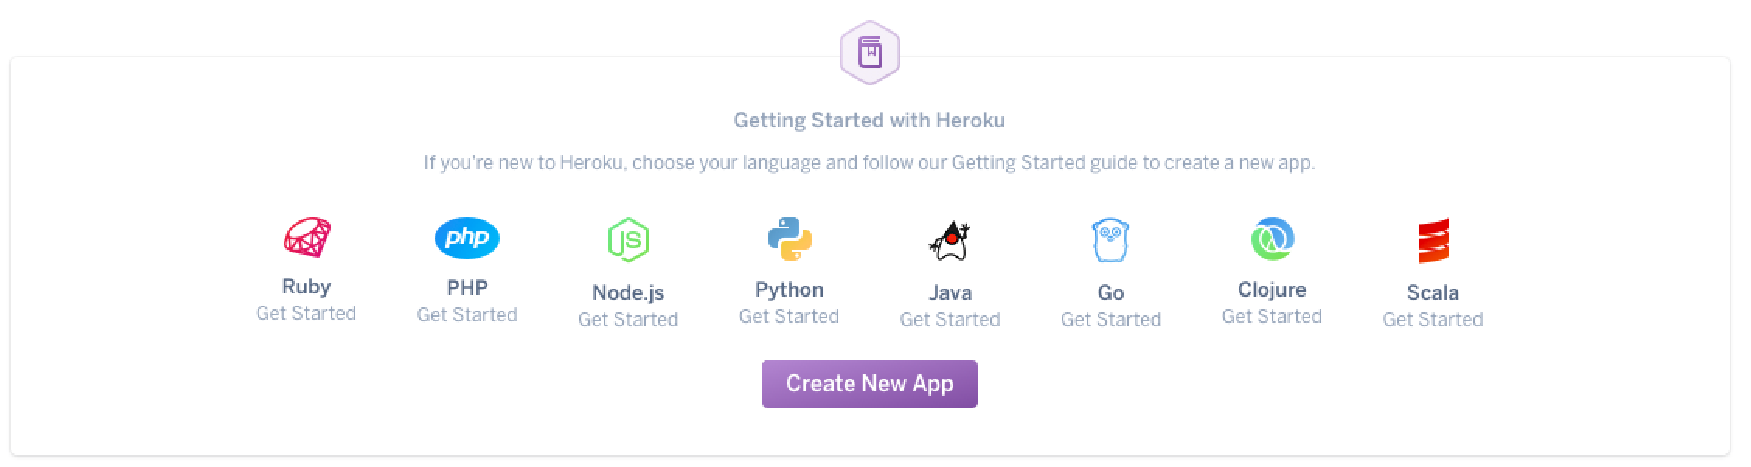 Getting Started with Heroku
If you're new to Heroku, choose your language and follow our Getting Started guide to create a new app.
php
JS
Ruby
PHP
Node.js
Python
Java
Go
Clojure
Scala
Get Started
Get Started
Get Started
Get Started
Get Started
Get Started
Get Started
Get Started
Create New App